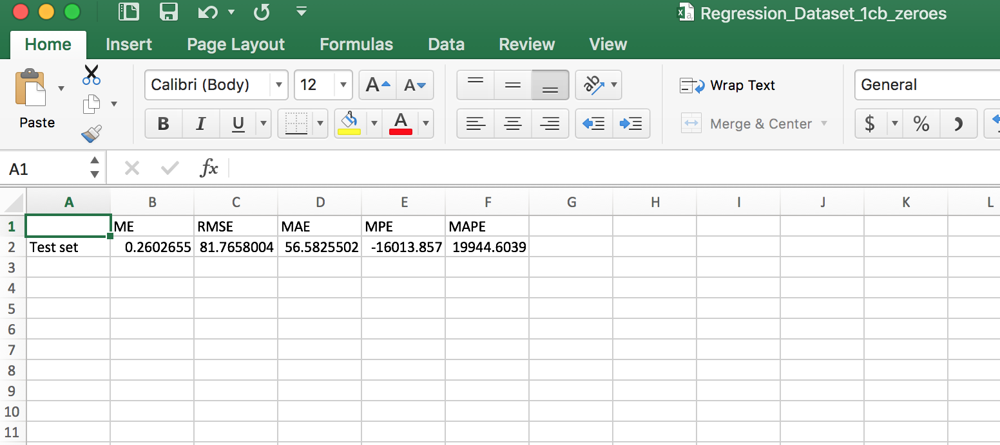 Regression_Dataset_1cb_zeroes
Home Insert Page Layout Formulas Data Review View
Calibri (Body) 12 A A ab Wrap Text General
Paste B I U A Merge & Center $ %
A1 fx
A B C D E F G H I J K L
1 ME RMSE MAE MPE MAPE
2 Test set 0.2602655 81.7658004 56.5825502 -16013.857 19944.6039
3
4
5
6
7
8
9
10
11